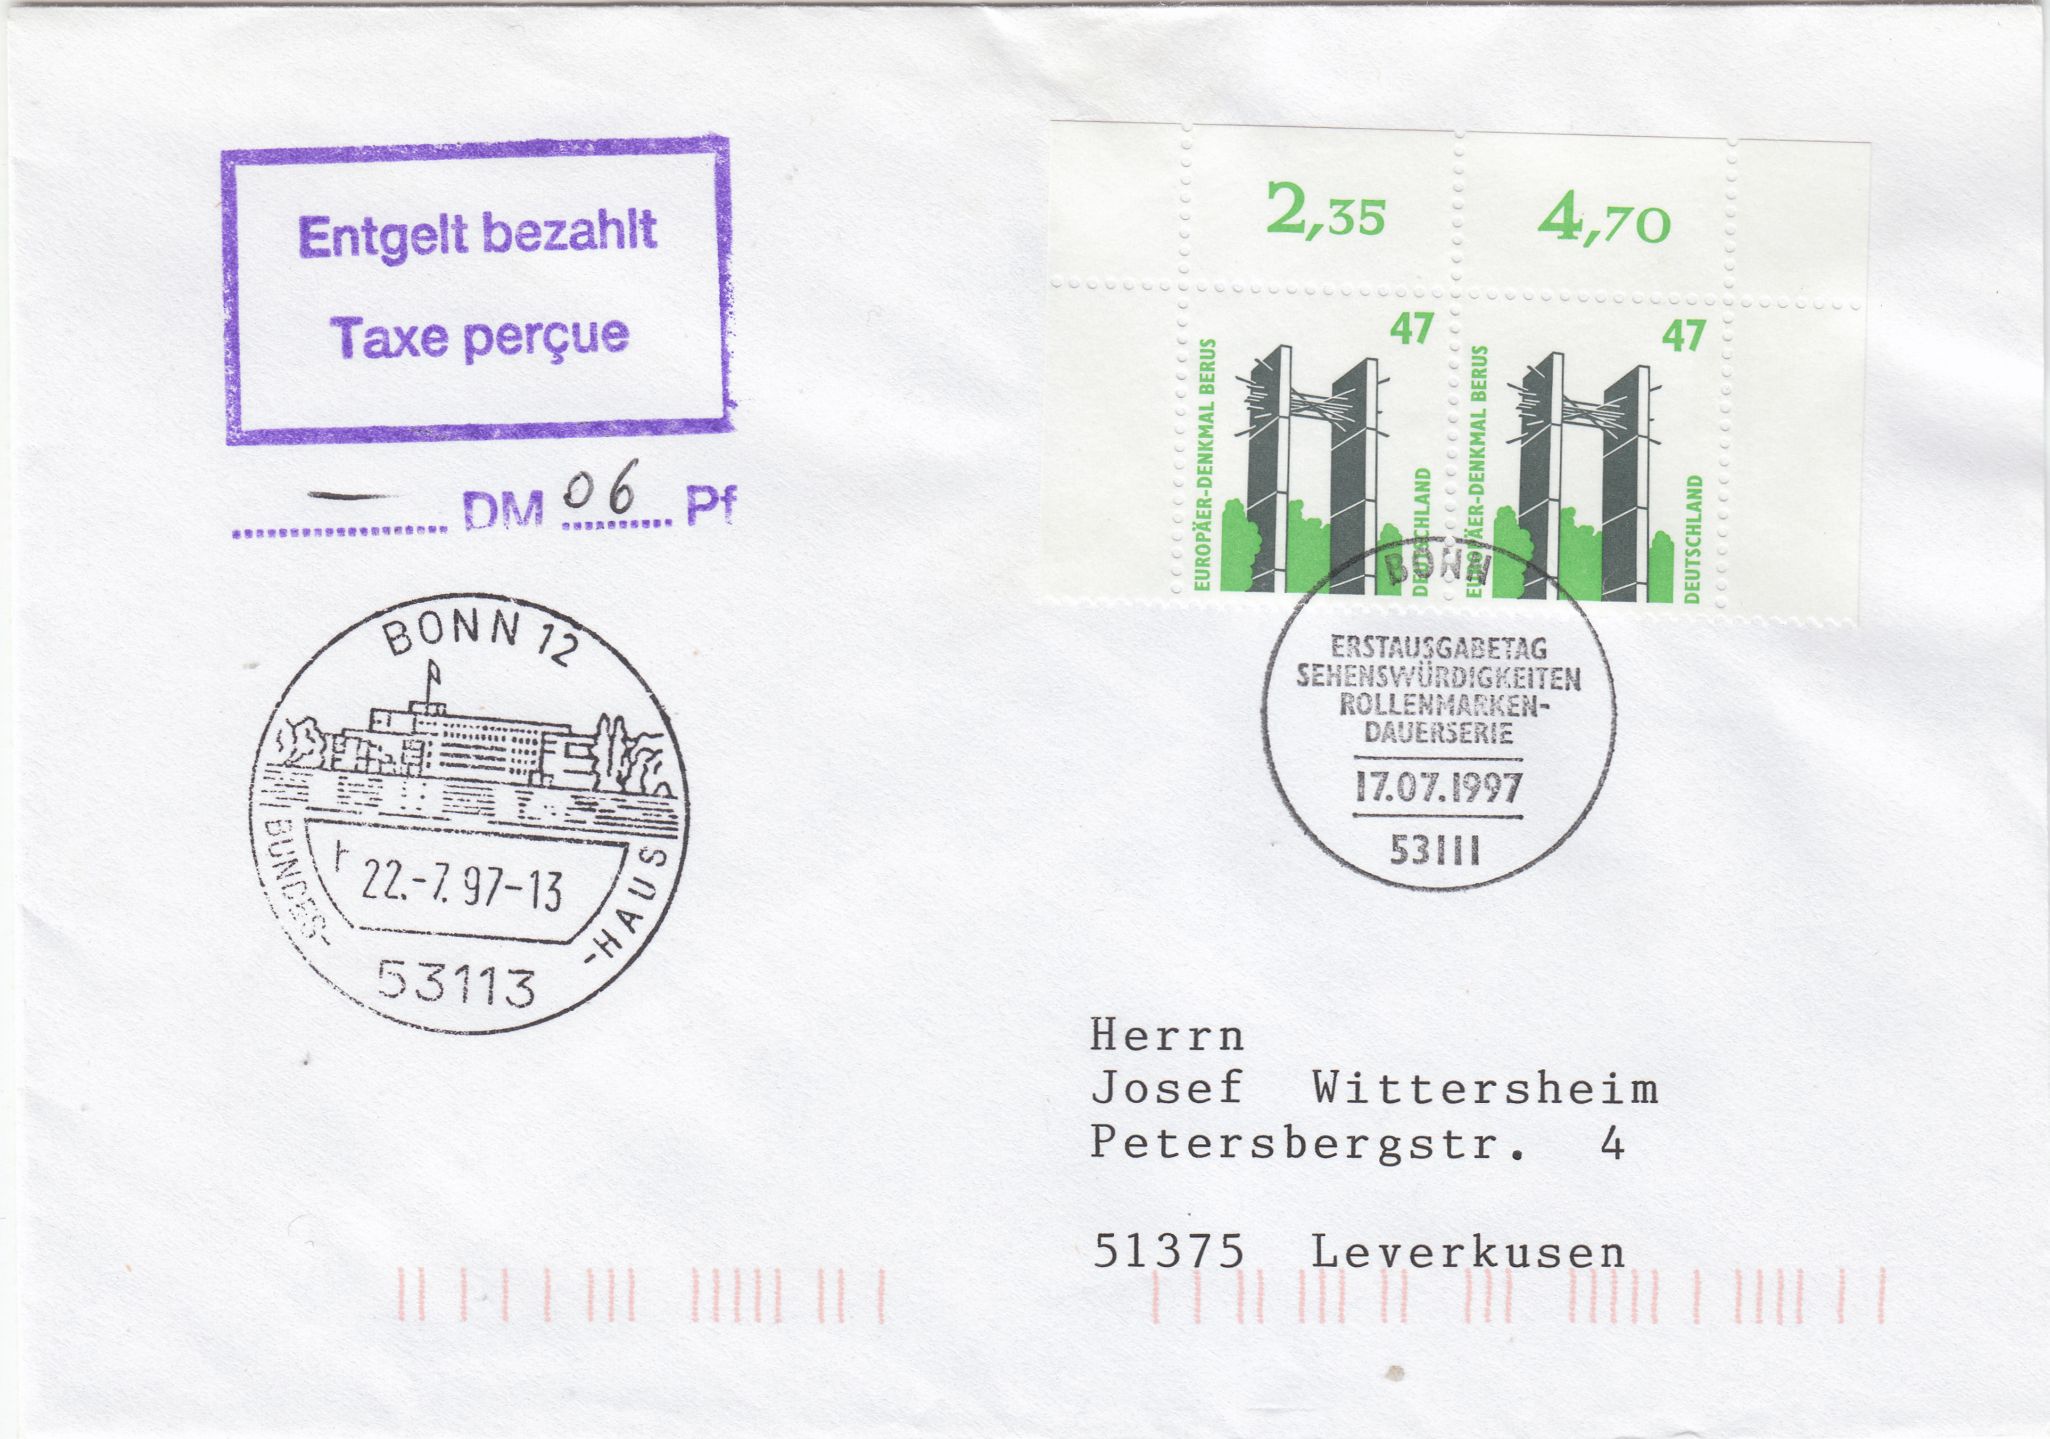 Entgelt bezahlt
Taxe perçue
— DM 06 Pf
2,35
4,70
47
EUROPÄER-DENKMAL BERUS
DEUTSCHLAND
47
EUROPÄER-DENKMAL BERUS
DEUTSCHLAND
BONN
ERSTAUSGABETAG
SEHENSWÜRDIGKEITEN
ROLLENMARKEN-
DAUERSERIE
17.07.1997
53111
BONN 12
BUNDES-
-HAUS
22.-7.97-13
53113
Herrn
Josef Wittersheim
Petersbergstr. 4
51375 Leverkusen